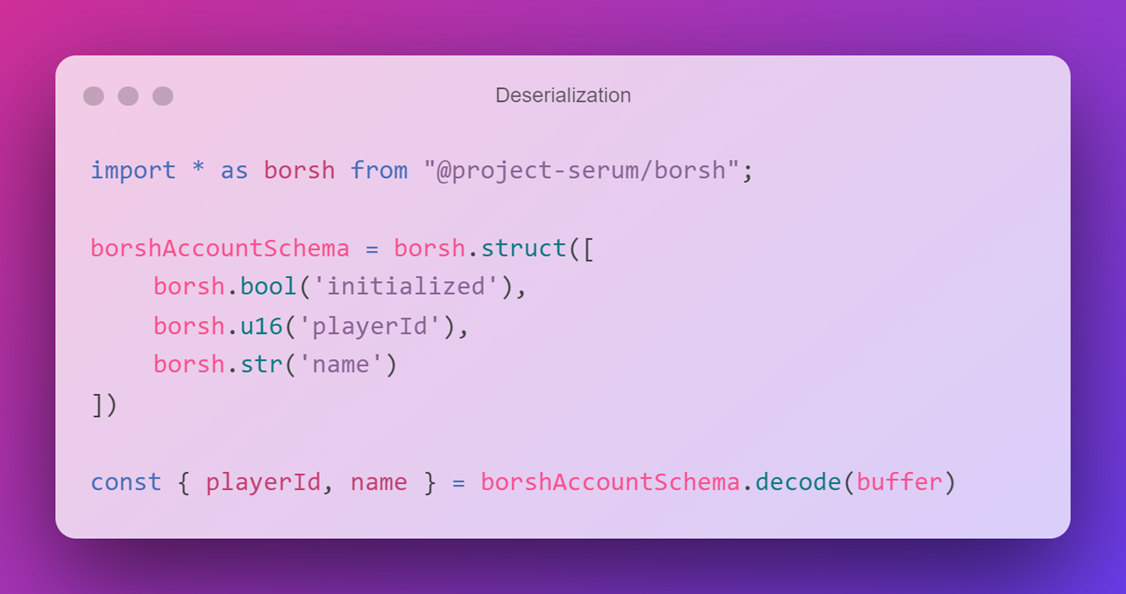 Deserialization
import * as borsh from "@project-serum/borsh";
borshAccountSchema = borsh.struct([
borsh.bool('initialized'),
borsh.u16('playerId'),
borsh.str('name')
])
const { playerId, name } = borshAccountSchema.decode(buffer)